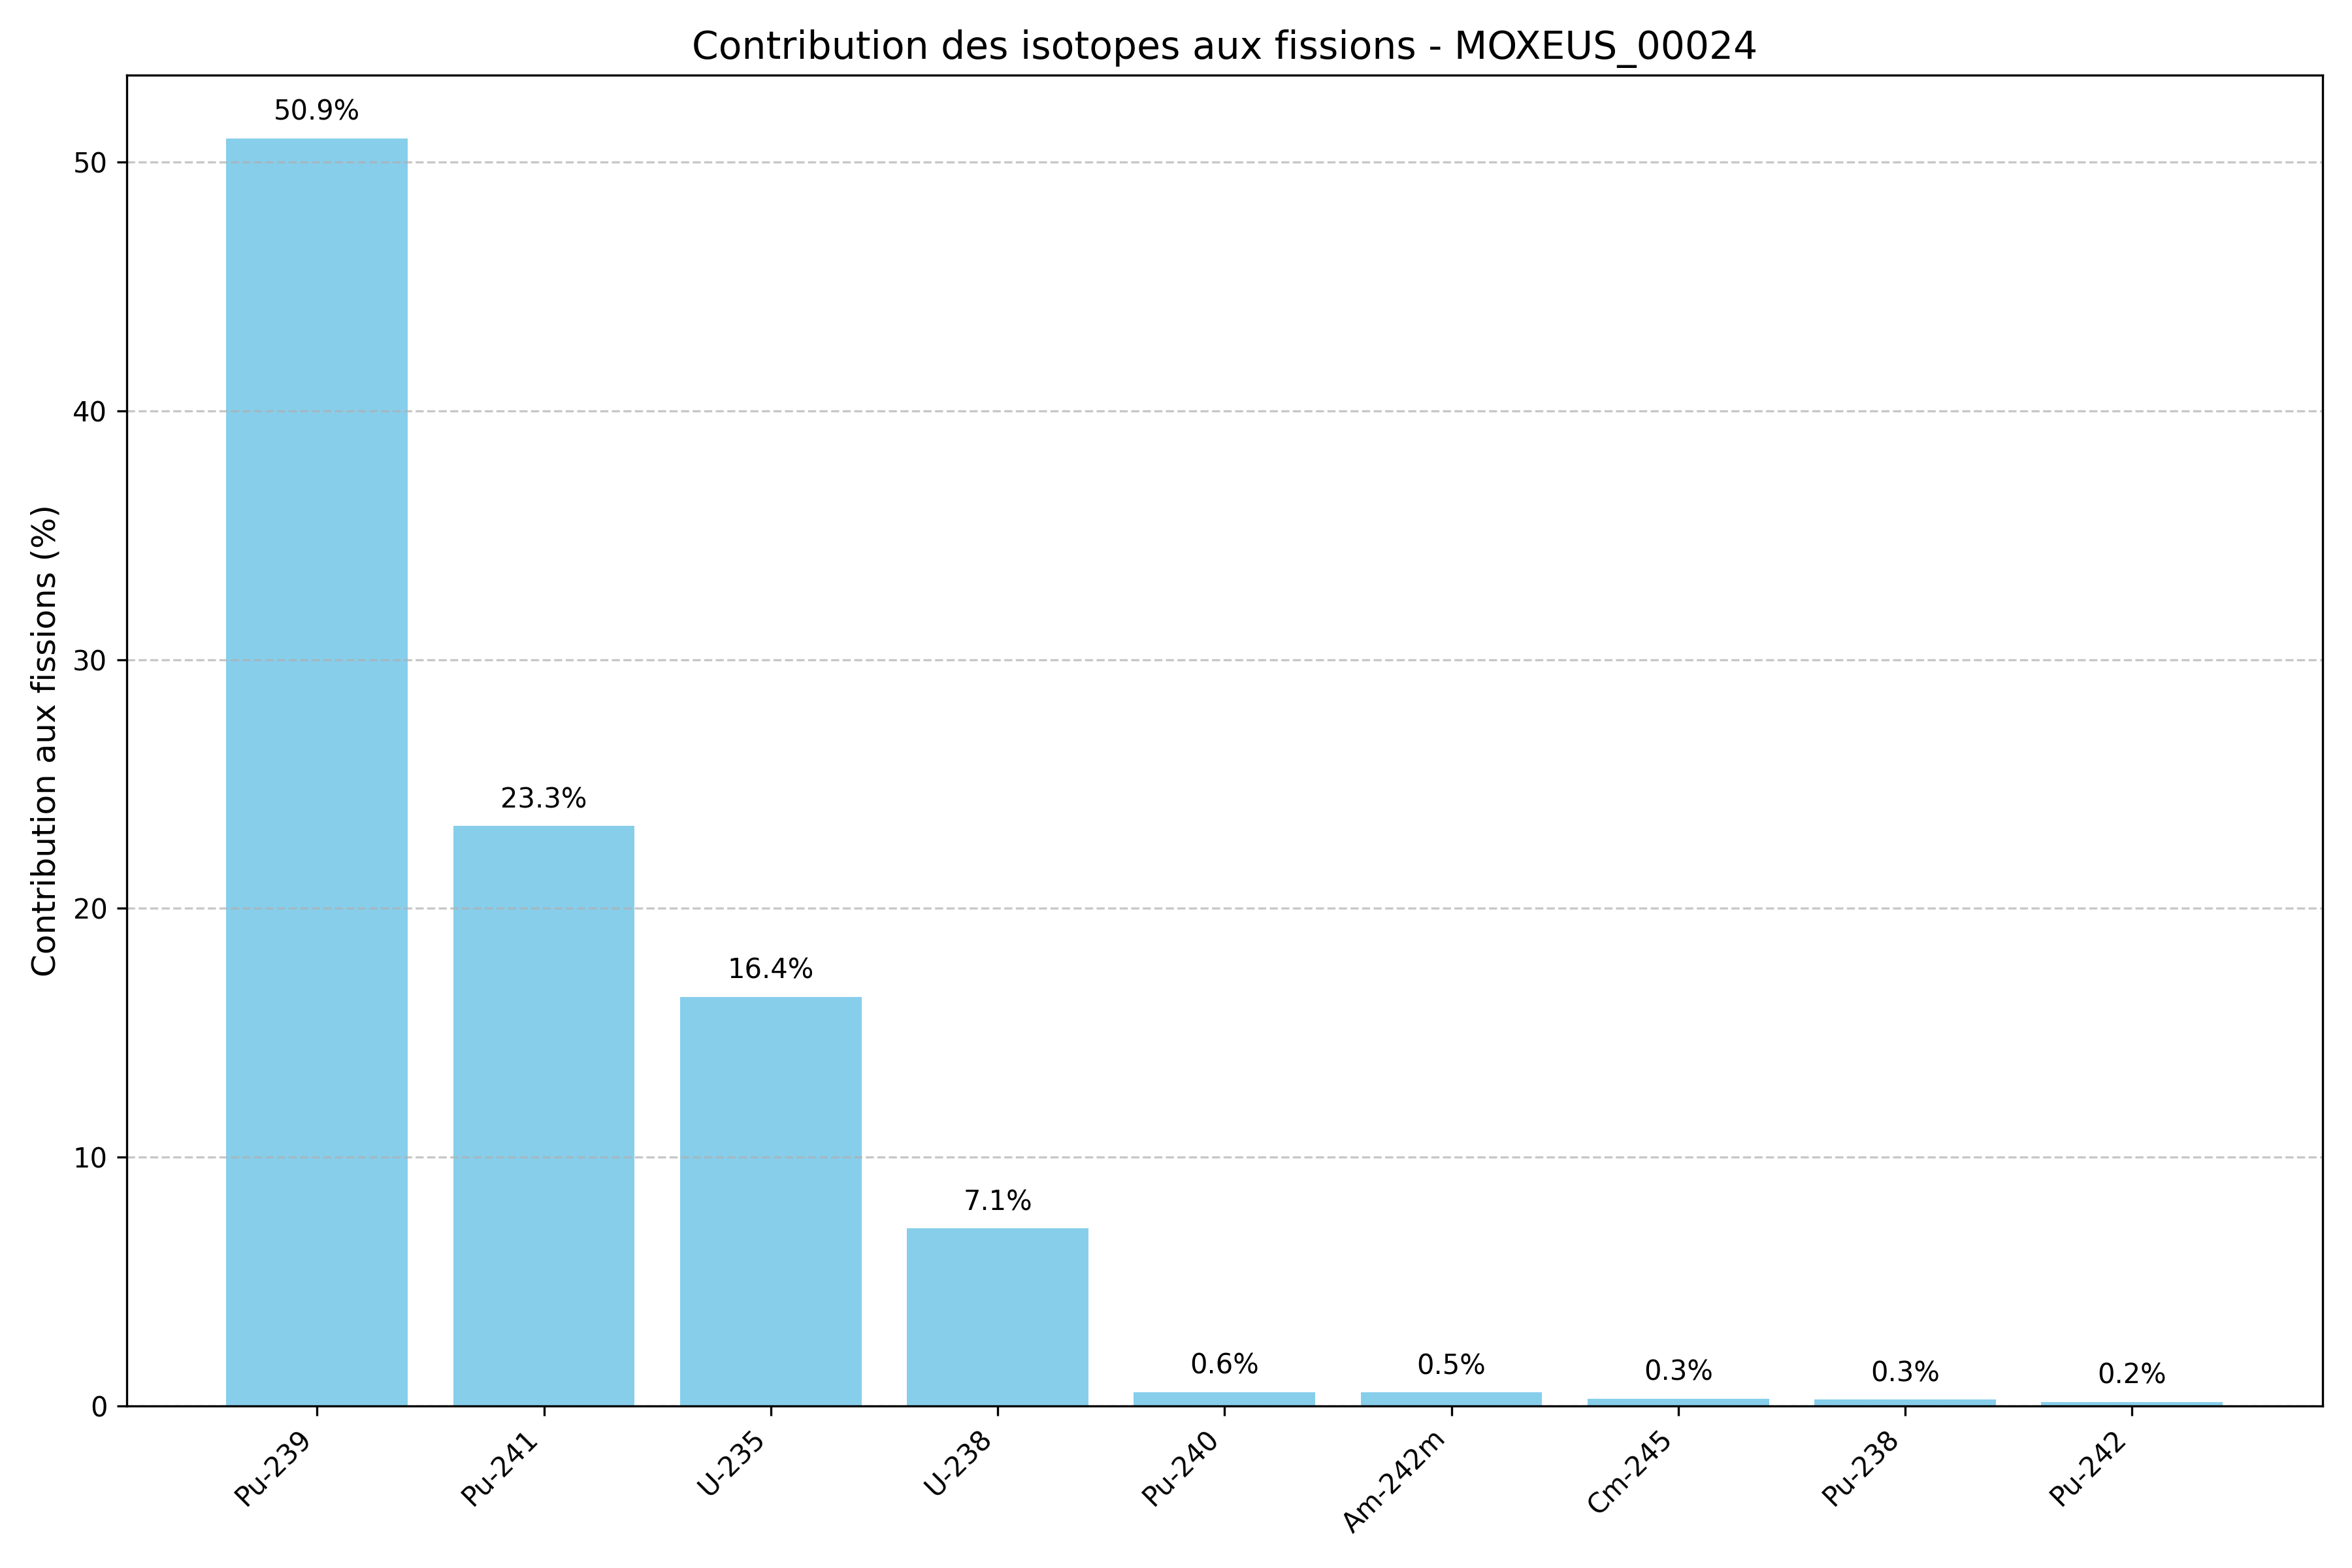 Contribution des isotopes aux fissions - MOXEUS_00024
Contribution aux fissions (%)
50
40
30
20
10
0
50.9%
23.3%
16.4%
7.1%
0.6%
0.5%
0.3%
0.3%
0.2%
Pu-239
Pu-241
U-235
U-238
Pu-240
Am-242m
Cm-245
Pu-238
Pu-242